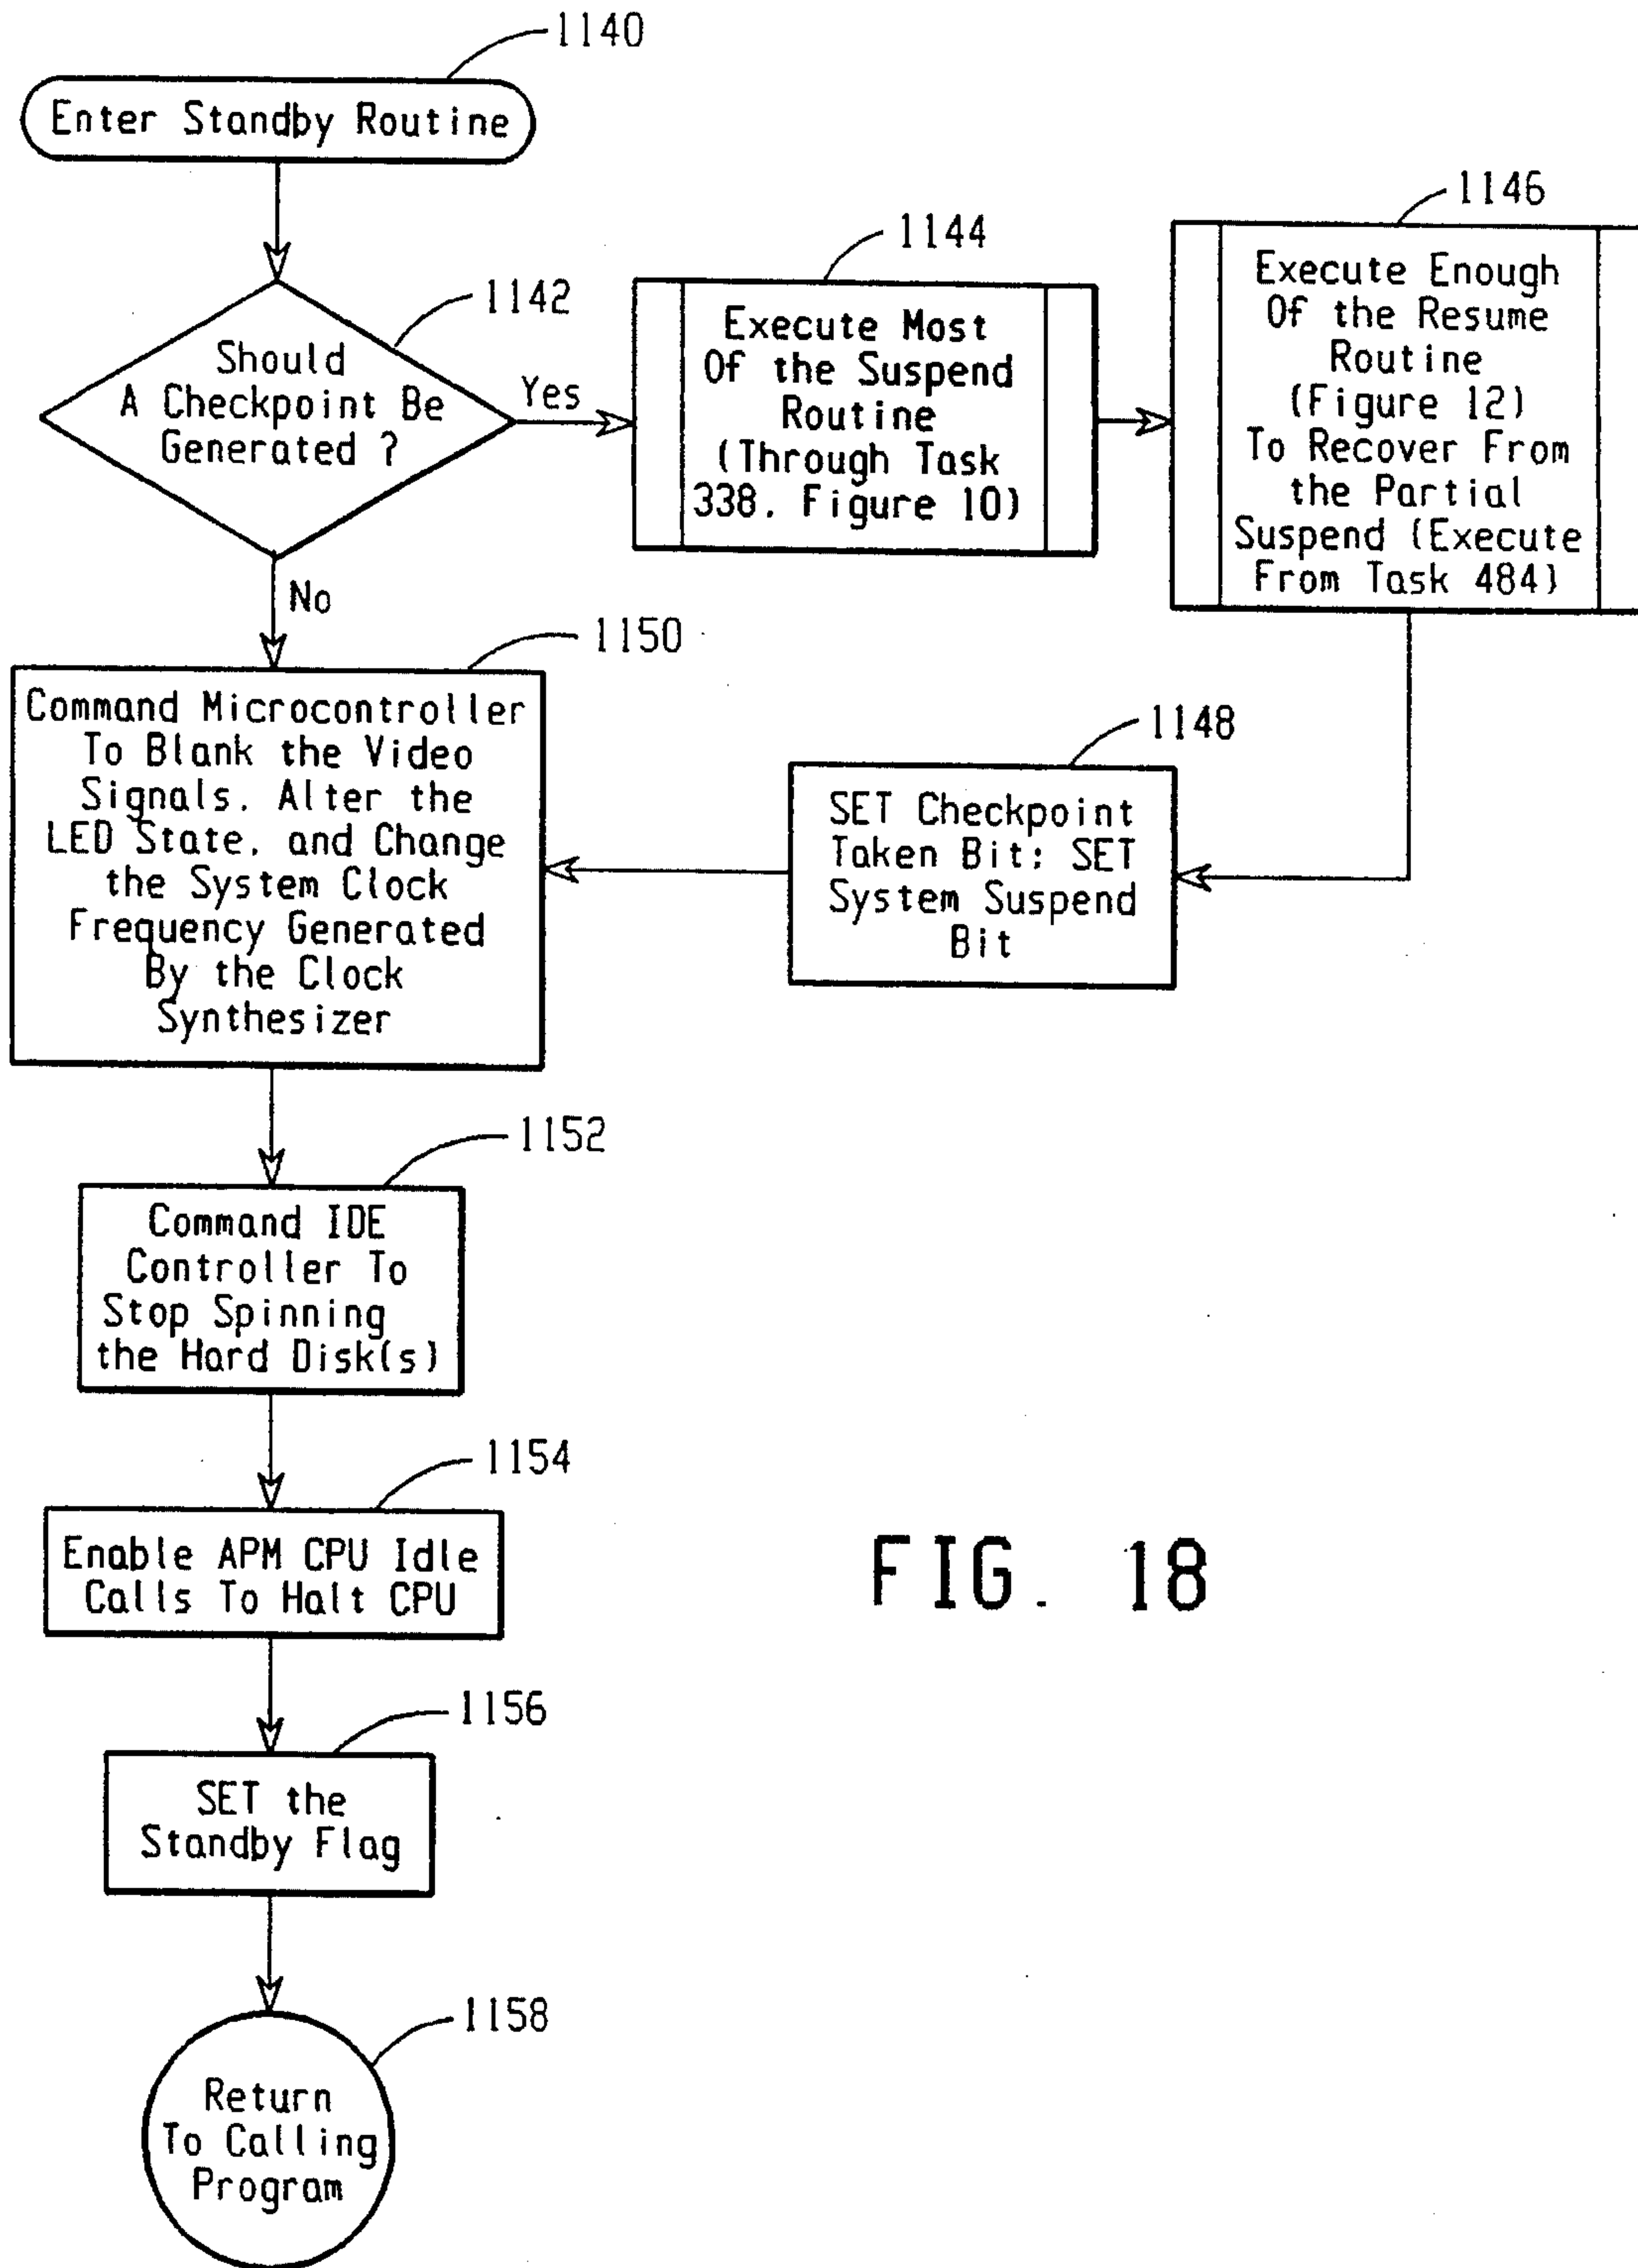 1140
Enter Standby Routine
1142
Should
A Checkpoint Be
Generated ?
Yes
No
1144
Execute Most
Of the Suspend
Routine
(Through Task
338, Figure 10)
1146
Execute Enough
Of the Resume
Routine
(Figure 12)
To Recover From
the Partial
Suspend (Execute
From Task 484)
1148
SET Checkpoint
Taken Bit; SET
System Suspend
Bit
1150
Command Microcontroller
To Blank the Video
Signals, Alter the
LED State, and Change
the System Clock
Frequency Generated
By the Clock
Synthesizer
1152
Command IDE
Controller To
Stop Spinning
the Hard Disk(s)
1154
Enable APM CPU Idle
Calls To Halt CPU
1156
SET the
Standby Flag
1158
Return
To Calling
Program
FIG. 18